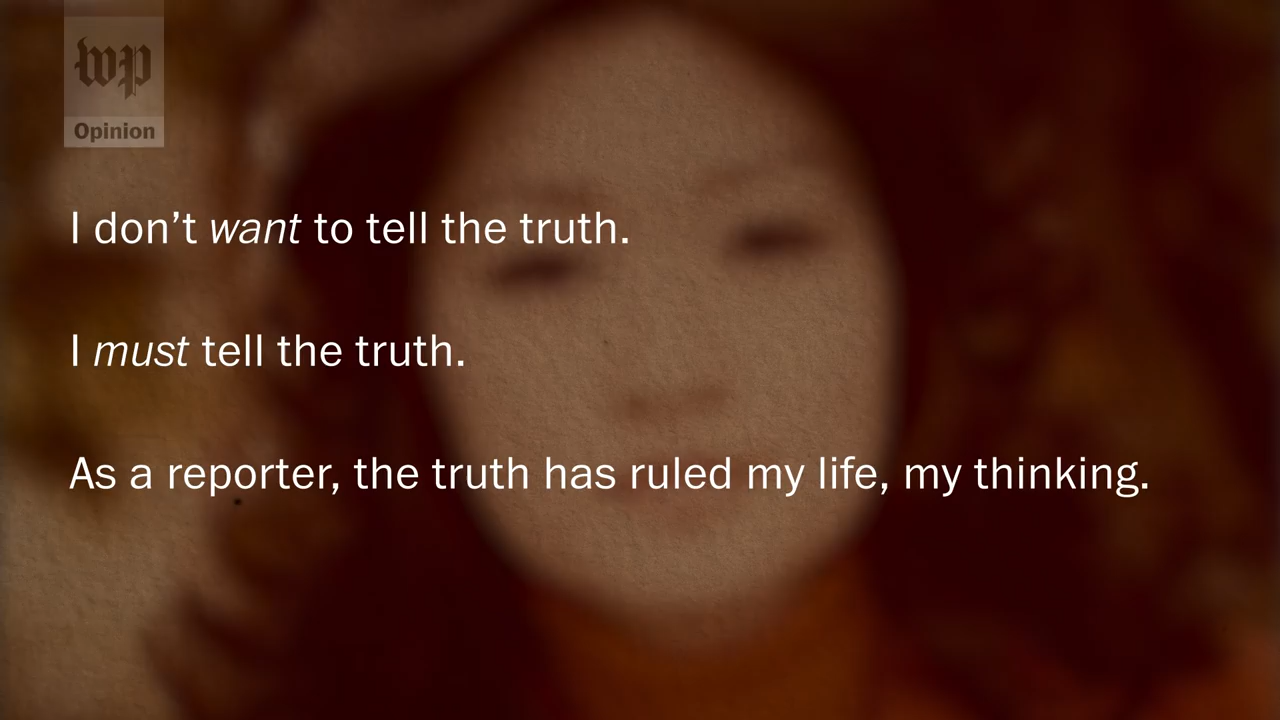 wp
Opinion
I don’t want to tell the truth.
I must tell the truth.
As a reporter, the truth has ruled my life, my thinking.